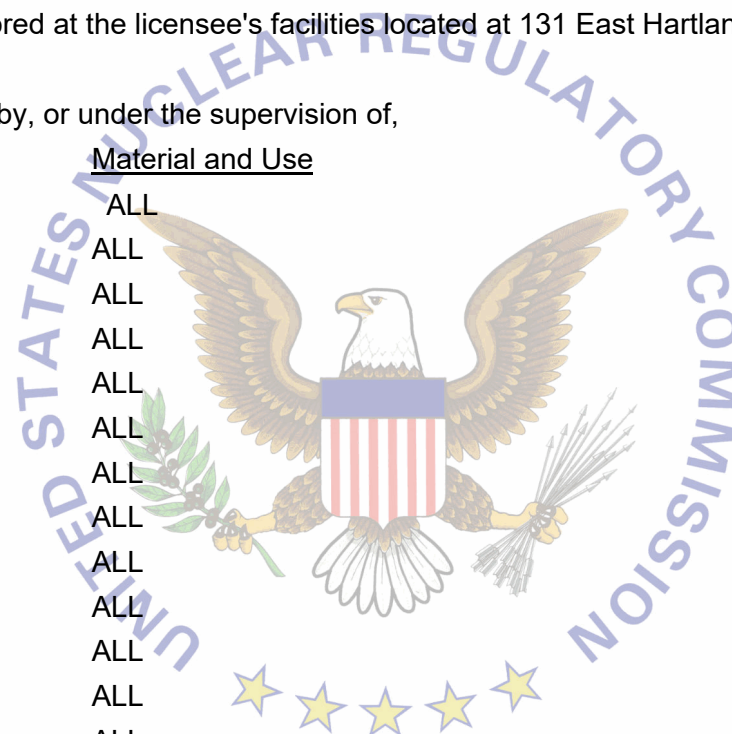 ored at the licensee's facilities located at 131 East Hartlan
by, or under the supervision of,
Material and Use
ALL
ALL
ALL
ALL
ALL
ALL
ALL
ALL
ALL
ALL
ALL
ALL
ALL
UNITED STATES NUCLEAR REGULATORY COMMISSION